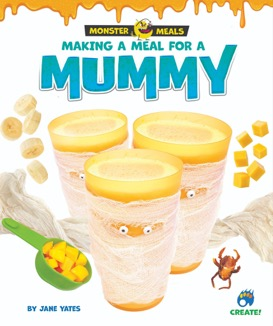 MONSTER MEALS
MAKING A MEAL FOR A
MUMMY
BY JANE YATES
CREATE!